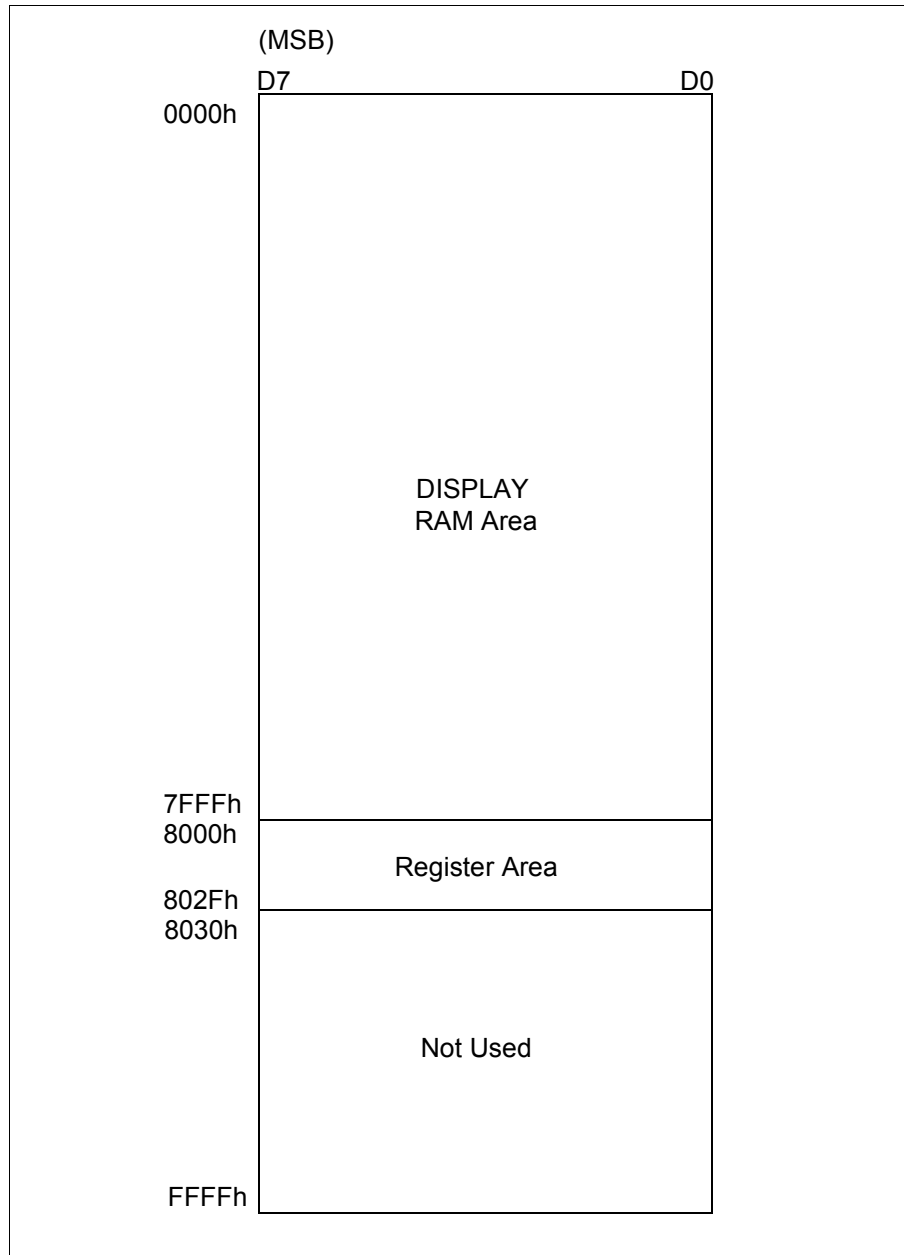 (MSB)
D7 D0
0000h
DISPLAY
RAM Area
7FFFh
8000h
Register Area
802Fh
8030h
Not Used
FFFFh